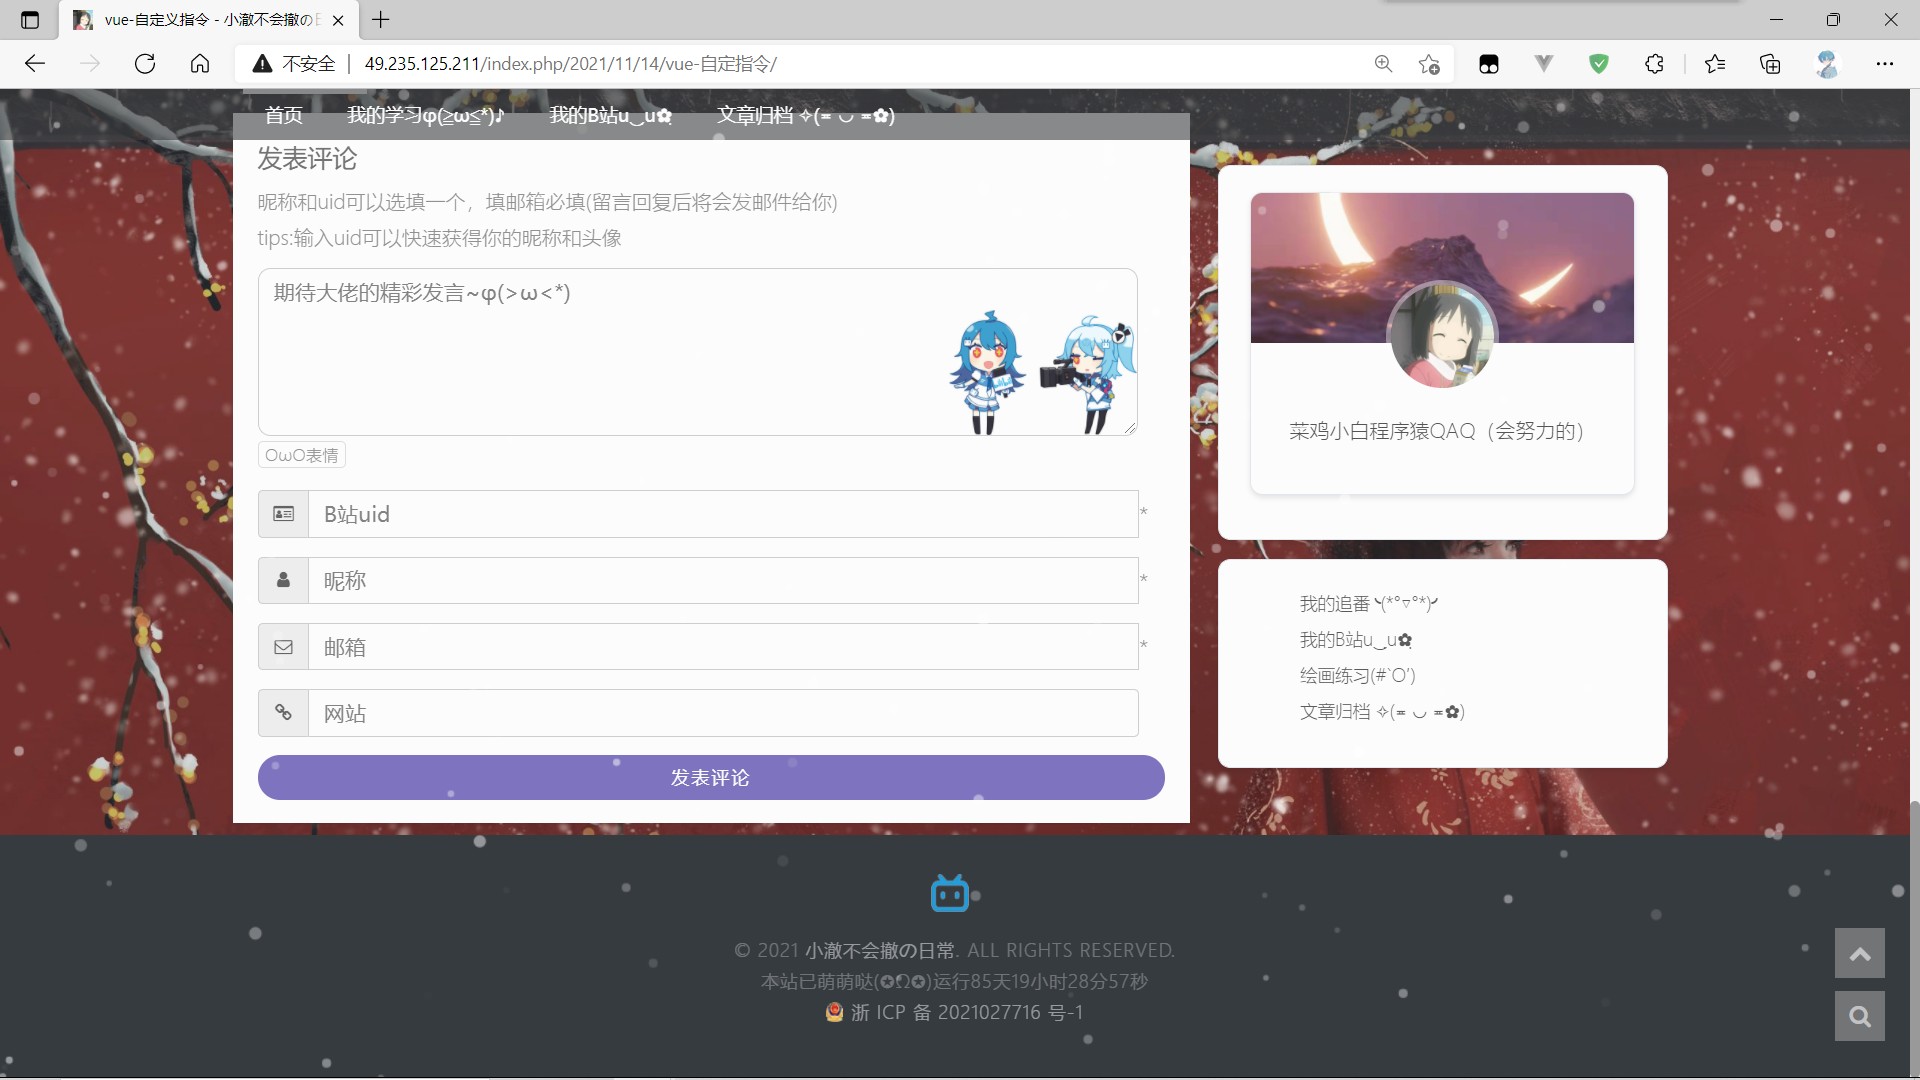 vue-自定义指令 - 小澈不会撤の日
不安全 49.235.125.211/index.php/2021/11/14/vue-自定指令/
首页 我的学习φ(≧ω≦*)♪ 我的B站u‿u✿ 文章归档 ✧(≖ ◡ ≖✿)
发表评论
昵称和uid可以选填一个，填邮箱必填(留言回复后将会发邮件给你)
tips:输入uid可以快速获得你的昵称和头像
期待大佬的精彩发言~φ(>ω<*)
OωO表情
B站uid
*
昵称
*
邮箱
*
网站
发表评论
菜鸡小白程序猿QAQ（会努力的）
我的追番 ╰(*°▽°*)╯
我的B站u‿u✿
绘画练习(#`O′)
文章归档 ✧(≖ ◡ ≖✿)
© 2021 小澈不会撤の日常. ALL RIGHTS RESERVED.
本站已萌萌哒(✪Ω✪)运行85天19小时28分57秒
浙 ICP 备 2021027716 号-1